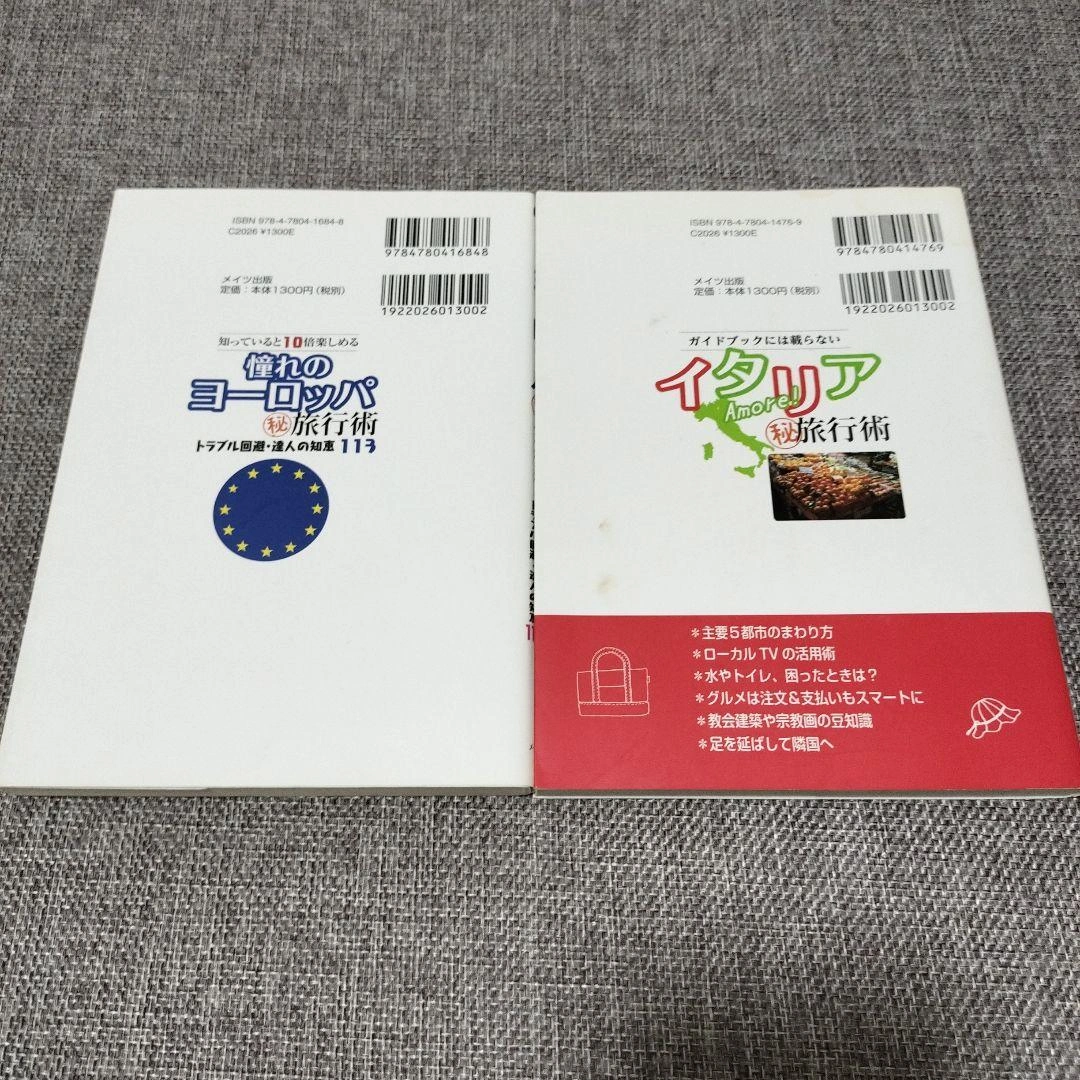 ISBN 978-4-7804-1684-8
C2026 ¥1300E
9784780416848
メイツ出版
定価：本体1300円（税別）
1922026013002
知っていると10倍楽しめる
憧れの
ヨーロッパ
㊙旅行術
トラブル回避・達人の知恵 113
ISBN 978-4-7804-1476-9
C2026 ¥1300E
9784780414769
メイツ出版
定価：本体1300円（税別）
1922026013002
ガイドブックには載らない
イタリア
Amore!
㊙旅行術
＊主要5都市のまわり方
＊ローカルTVの活用術
＊水やトイレ、困ったときは？
＊グルメは注文＆支払いもスマートに
＊教会建築や宗教画の豆知識
＊足を延ばして隣国へ